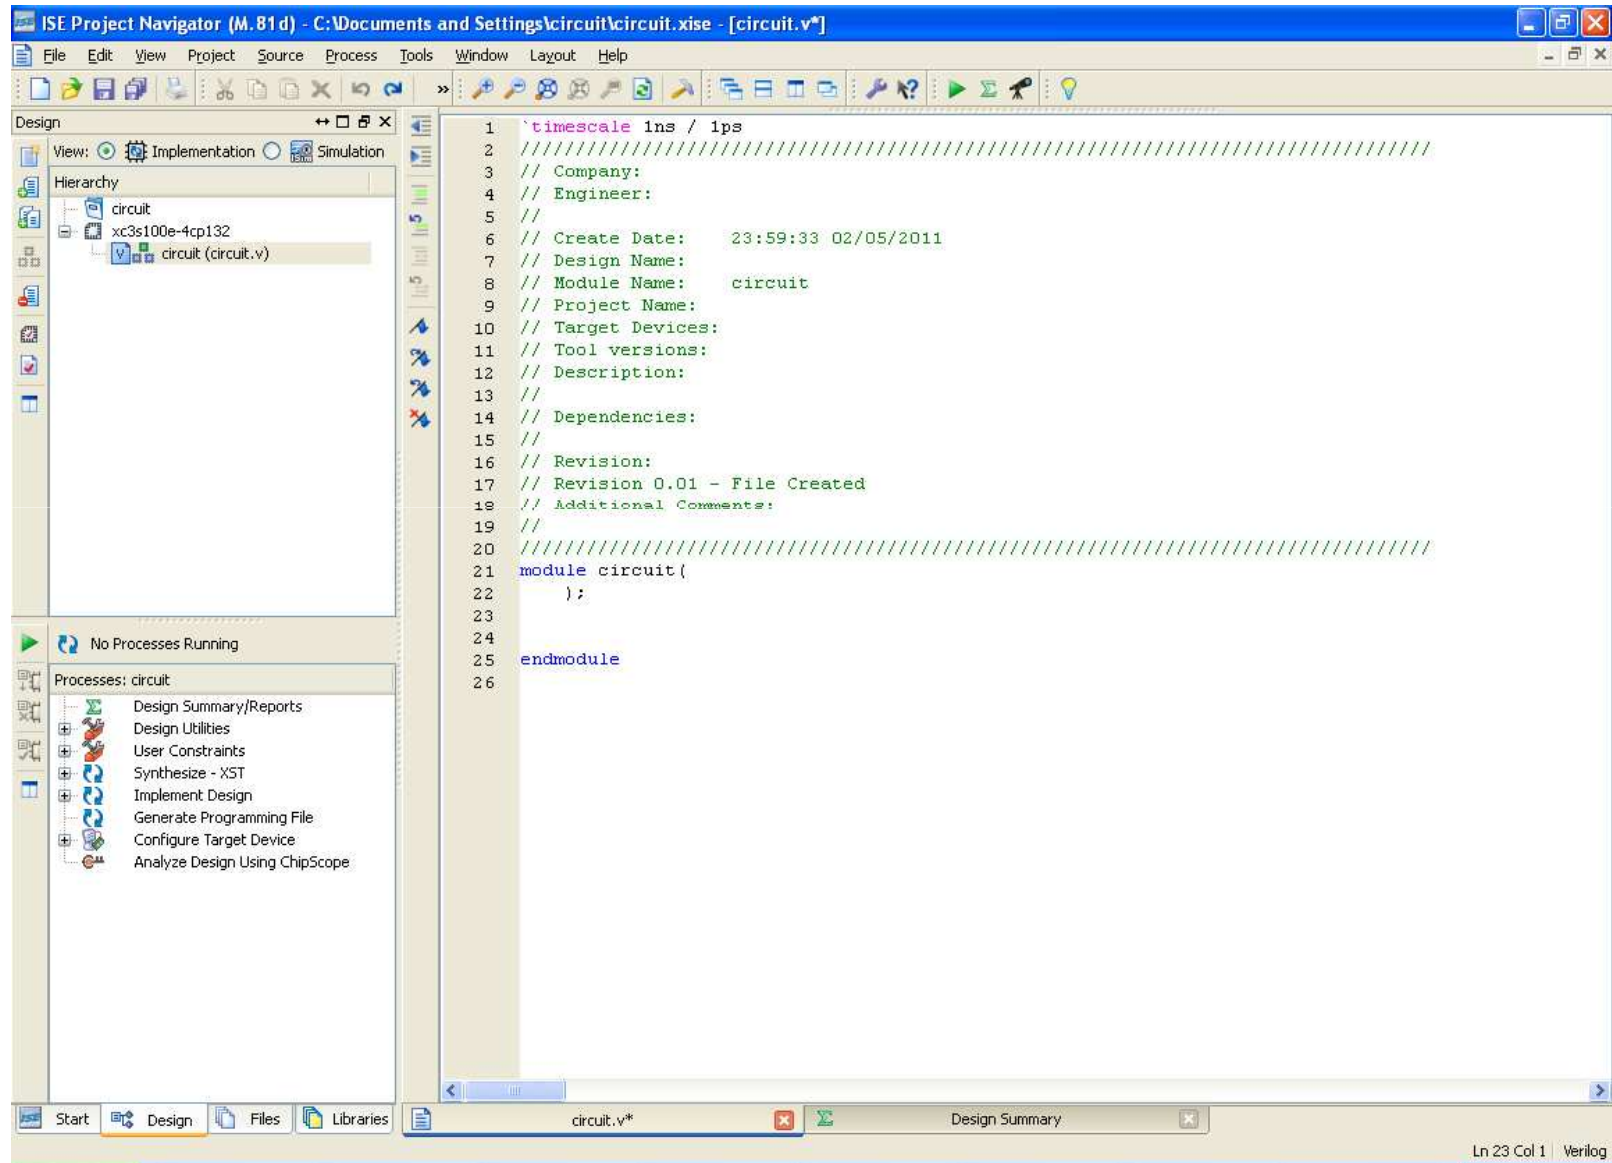 ISE Project Navigator (M.81d) - C:\Documents and Settings\circuit\circuit.xise - [circuit.v*]
File Edit View Project Source Process Tools Window Layout Help
Design
View: Implementation Simulation
Hierarchy
circuit
xc3s100e-4cp132
circuit (circuit.v)
No Processes Running
Processes: circuit
Design Summary/Reports
Design Utilities
User Constraints
Synthesize - XST
Implement Design
Generate Programming File
Configure Target Device
Analyze Design Using ChipScope
Start Design Files Libraries
1 `timescale 1ns / 1ps
2 //////////////////////////////////////////////////////////////////////////////////
3 // Company:
4 // Engineer:
5 //
6 // Create Date:    23:59:33 02/05/2011
7 // Design Name:
8 // Module Name:    circuit
9 // Project Name:
10 // Target Devices:
11 // Tool versions:
12 // Description:
13 //
14 // Dependencies:
15 //
16 // Revision:
17 // Revision 0.01 - File Created
18 // Additional Comments:
19 //
20 //////////////////////////////////////////////////////////////////////////////////
21 module circuit(
22     );
23
24
25 endmodule
26
circuit.v* Design Summary
Ln 23 Col 1 Verilog